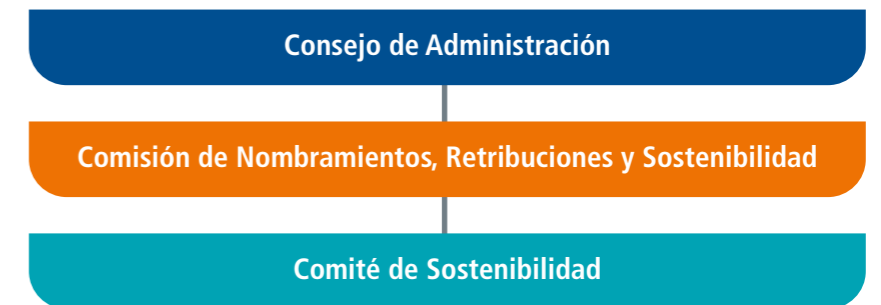 Consejo de Administración
Comisión de Nombramientos, Retribuciones y Sostenibilidad
Comité de Sostenibilidad